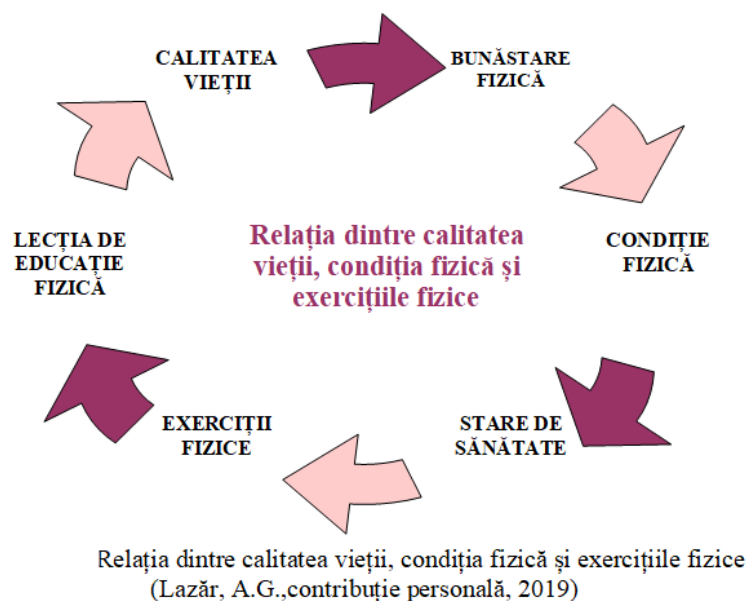 CALITATEA
VIEȚII
BUNĂSTARE
FIZICĂ
CONDIȚIE
FIZICĂ
STARE DE
SĂNĂTATE
EXERCIȚII
FIZICE
LECȚIA DE
EDUCAȚIE
FIZICĂ
Relația dintre calitatea
vieții, condiția fizică și
exercițiile fizice
Relația dintre calitatea vieții, condiția fizică și exercițiile fizice
(Lazăr, A.G.,contribuție personală, 2019)